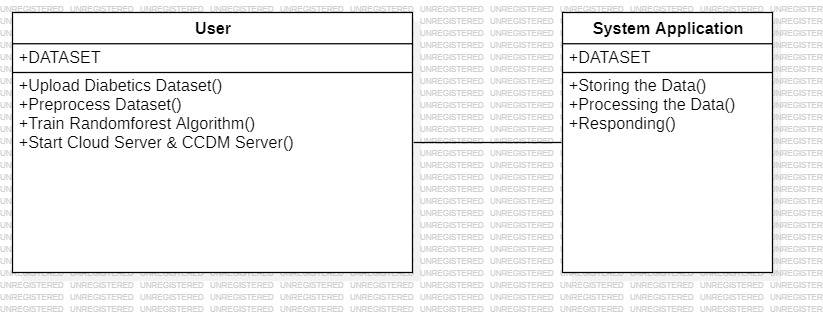 User
+DATASET
+Upload Diabetics Dataset()
+Preprocess Dataset()
+Train Randomforest Algorithm()
+Start Cloud Server & CCDM Server()
System Application
+DATASET
+Storing the Data()
+Processing the Data()
+Responding()
UNREGISTERED